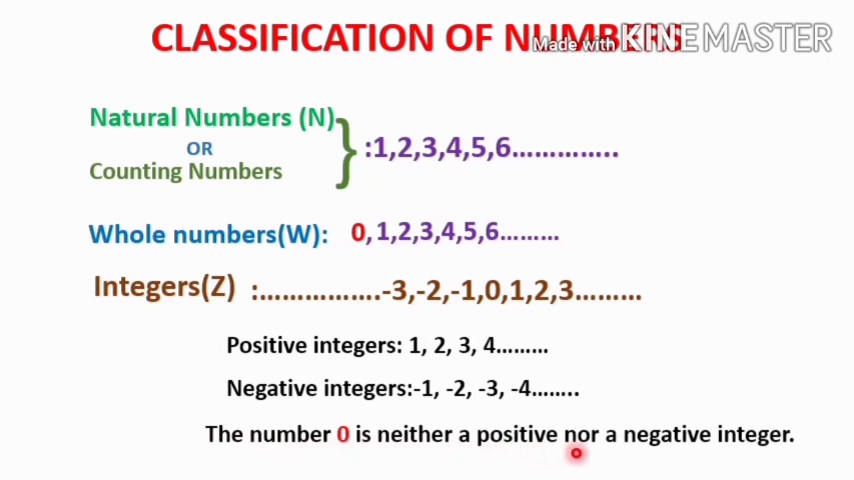 CLASSIFICATION OF NUMBERS
Made with KINEMASTER
Natural Numbers (N)
OR
Counting Numbers
} :1,2,3,4,5,6…………..
Whole numbers(W): 0, 1,2,3,4,5,6………
Integers(Z) :…………….-3,-2,-1,0,1,2,3………
Positive integers: 1, 2, 3, 4………
Negative integers:-1, -2, -3, -4……..
The number 0 is neither a positive nor a negative integer.